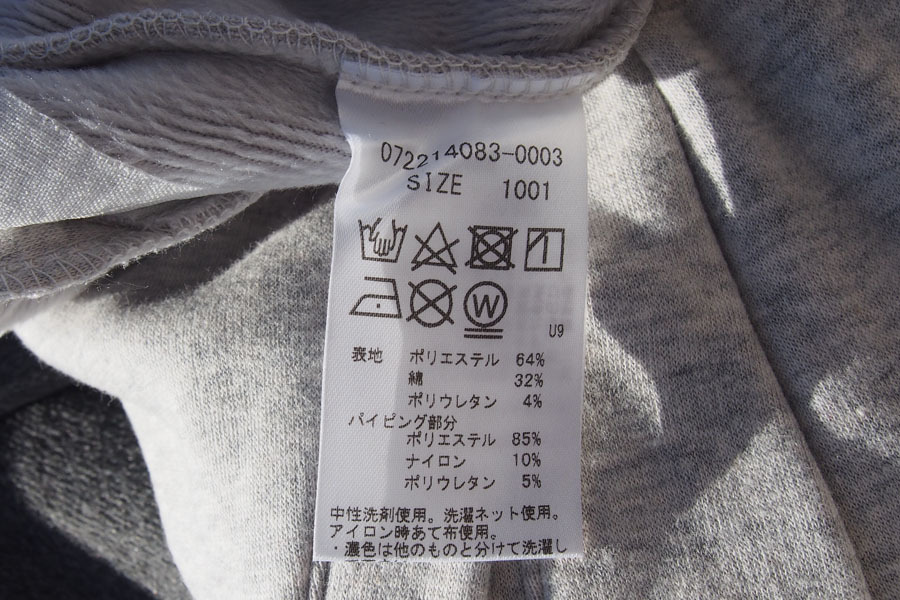 072214083-0003
SIZE 1001
W
U9
表地 ポリエステル 64%
綿 32%
ポリウレタン 4%
パイピング部分
ポリエステル 85%
ナイロン 10%
ポリウレタン 5%
中性洗剤使用。洗濯ネット使用。
アイロン時あて布使用。
・濃色は他のものと分けて洗濯し